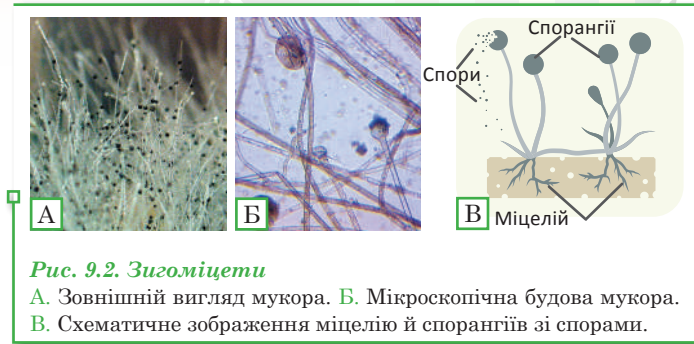 Спорангії
Спори
А
Б
В
Міцелій
Рис. 9.2. Зигоміцети
А. Зовнішній вигляд мукора. Б. Мікроскопічна будова мукора.
В. Схематичне зображення міцелію й спорангіїв зі спорами.